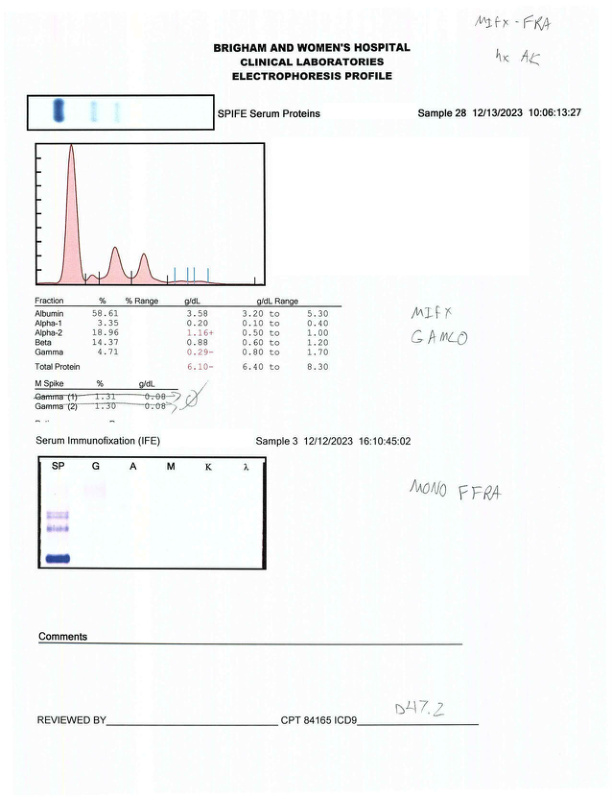 MIFX - FRA
hx AK
BRIGHAM AND WOMEN'S HOSPITAL
CLINICAL LABORATORIES
ELECTROPHORESIS PROFILE
SPIFE Serum Proteins Sample 28 12/13/2023 10:06:13:27
Fraction % % Range g/dL g/dL Range
Albumin 58.61 3.58 3.20 to 5.30
Alpha-1 3.35 0.20 0.10 to 0.40
Alpha-2 18.96 1.16+ 0.50 to 1.00
Beta 14.37 0.88 0.60 to 1.20
Gamma 4.71 0.29- 0.80 to 1.70
Total Protein 6.10- 6.40 to 8.30
MIFX
GAMLO
M Spike % g/dL
Gamma (1) 1.31 0.08
Gamma (2) 1.30 0.08
Serum Immunofixation (IFE) Sample 3 12/12/2023 16:10:45:02
SP G A M K λ
MONO FFRA
Comments
REVIEWED BY CPT 84165 ICD9 D47.2